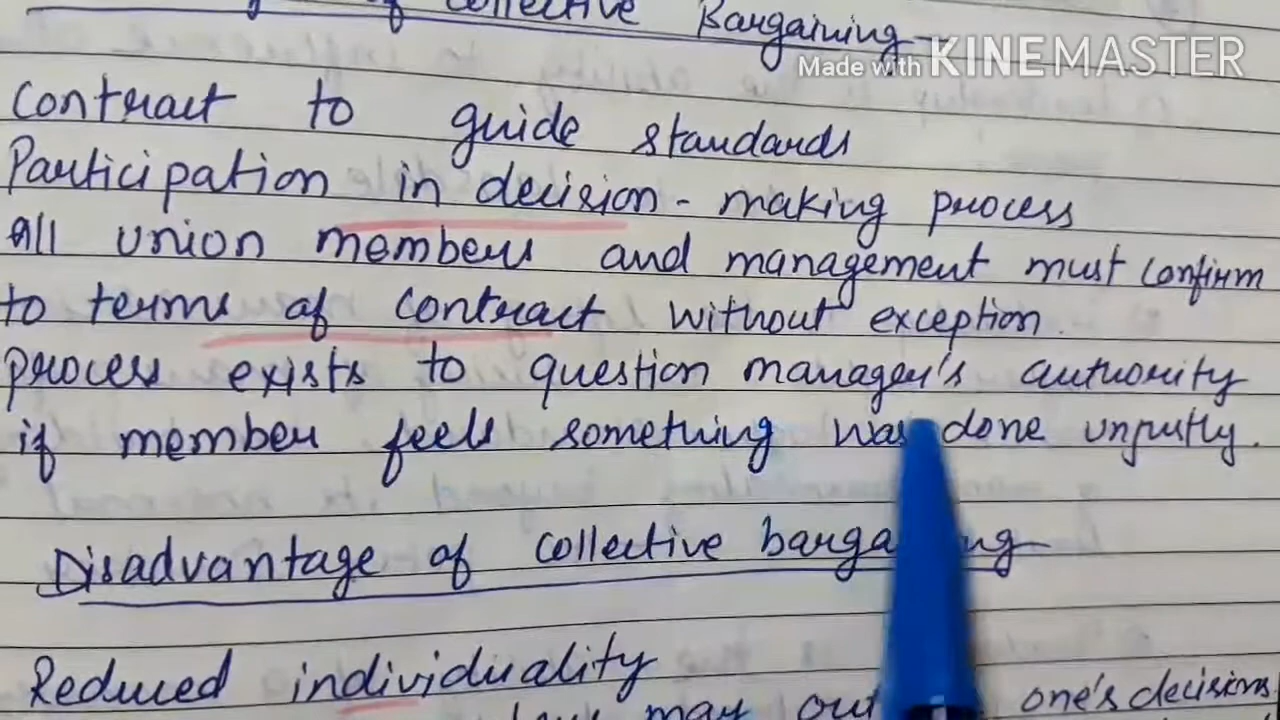 of collective Bargaining
Made with KINEMASTER
Contract to guide standards
Participation in decision - making process
all union members and management must confirm
to terms of contract without exception.
process exists to question manager's authority
if member feels something was done unjustly.
Disadvantage of collective
Reduced individuality
may one's decisions